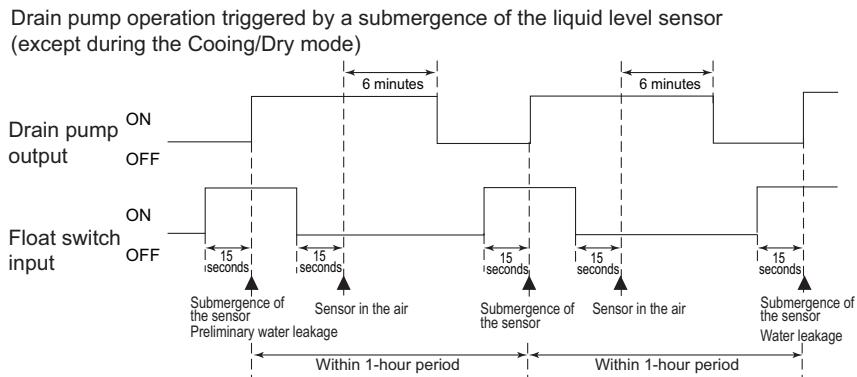 Drain pump operation triggered by a submergence of the liquid level sensor
(except during the Cooing/Dry mode)
6 minutes
6 minutes
Drain pump
output
ON
OFF
Float switch
input
ON
OFF
15
seconds
15
seconds
15
seconds
15
seconds
15
seconds
Submergence of
the sensor
Preliminary water leakage
Sensor in the air
Submergence of
the sensor
Sensor in the air
Submergence of
the sensor
Water leakage
Within 1-hour period
Within 1-hour period